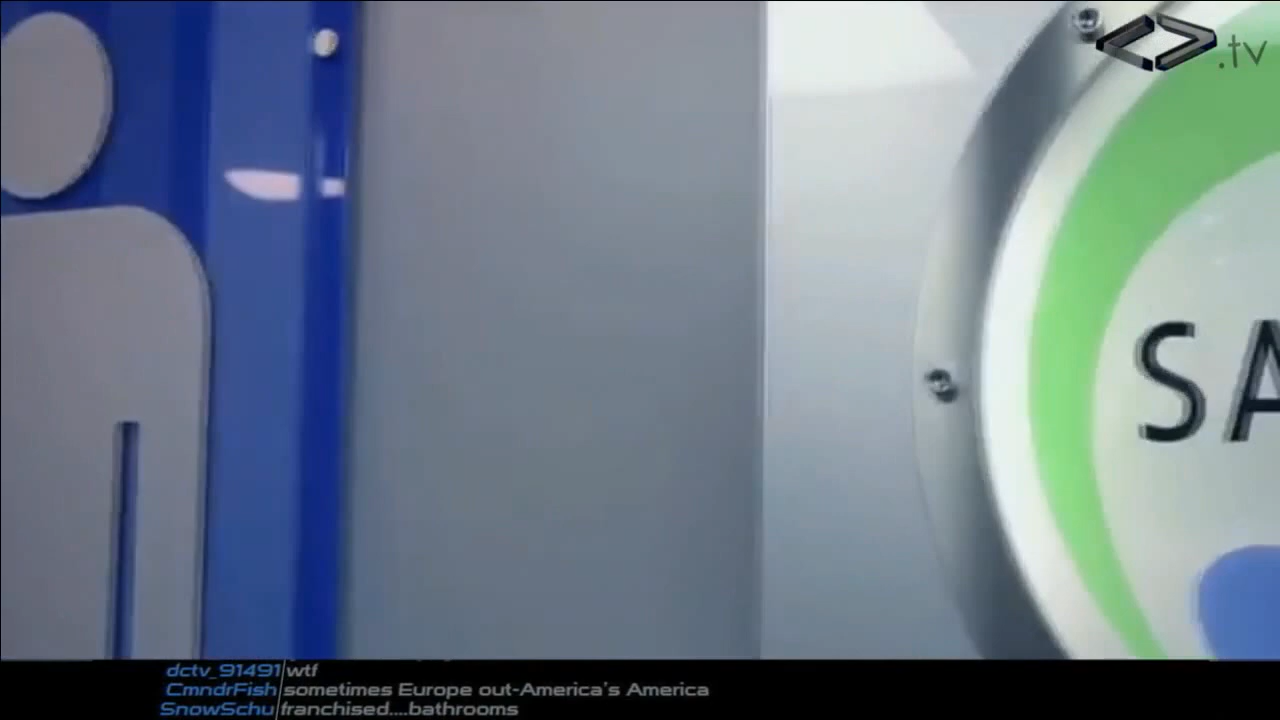 .tv
SA
dctv_91491 wtf
CmndrFish sometimes Europe out-America's America
SnowSchu franchised....bathrooms